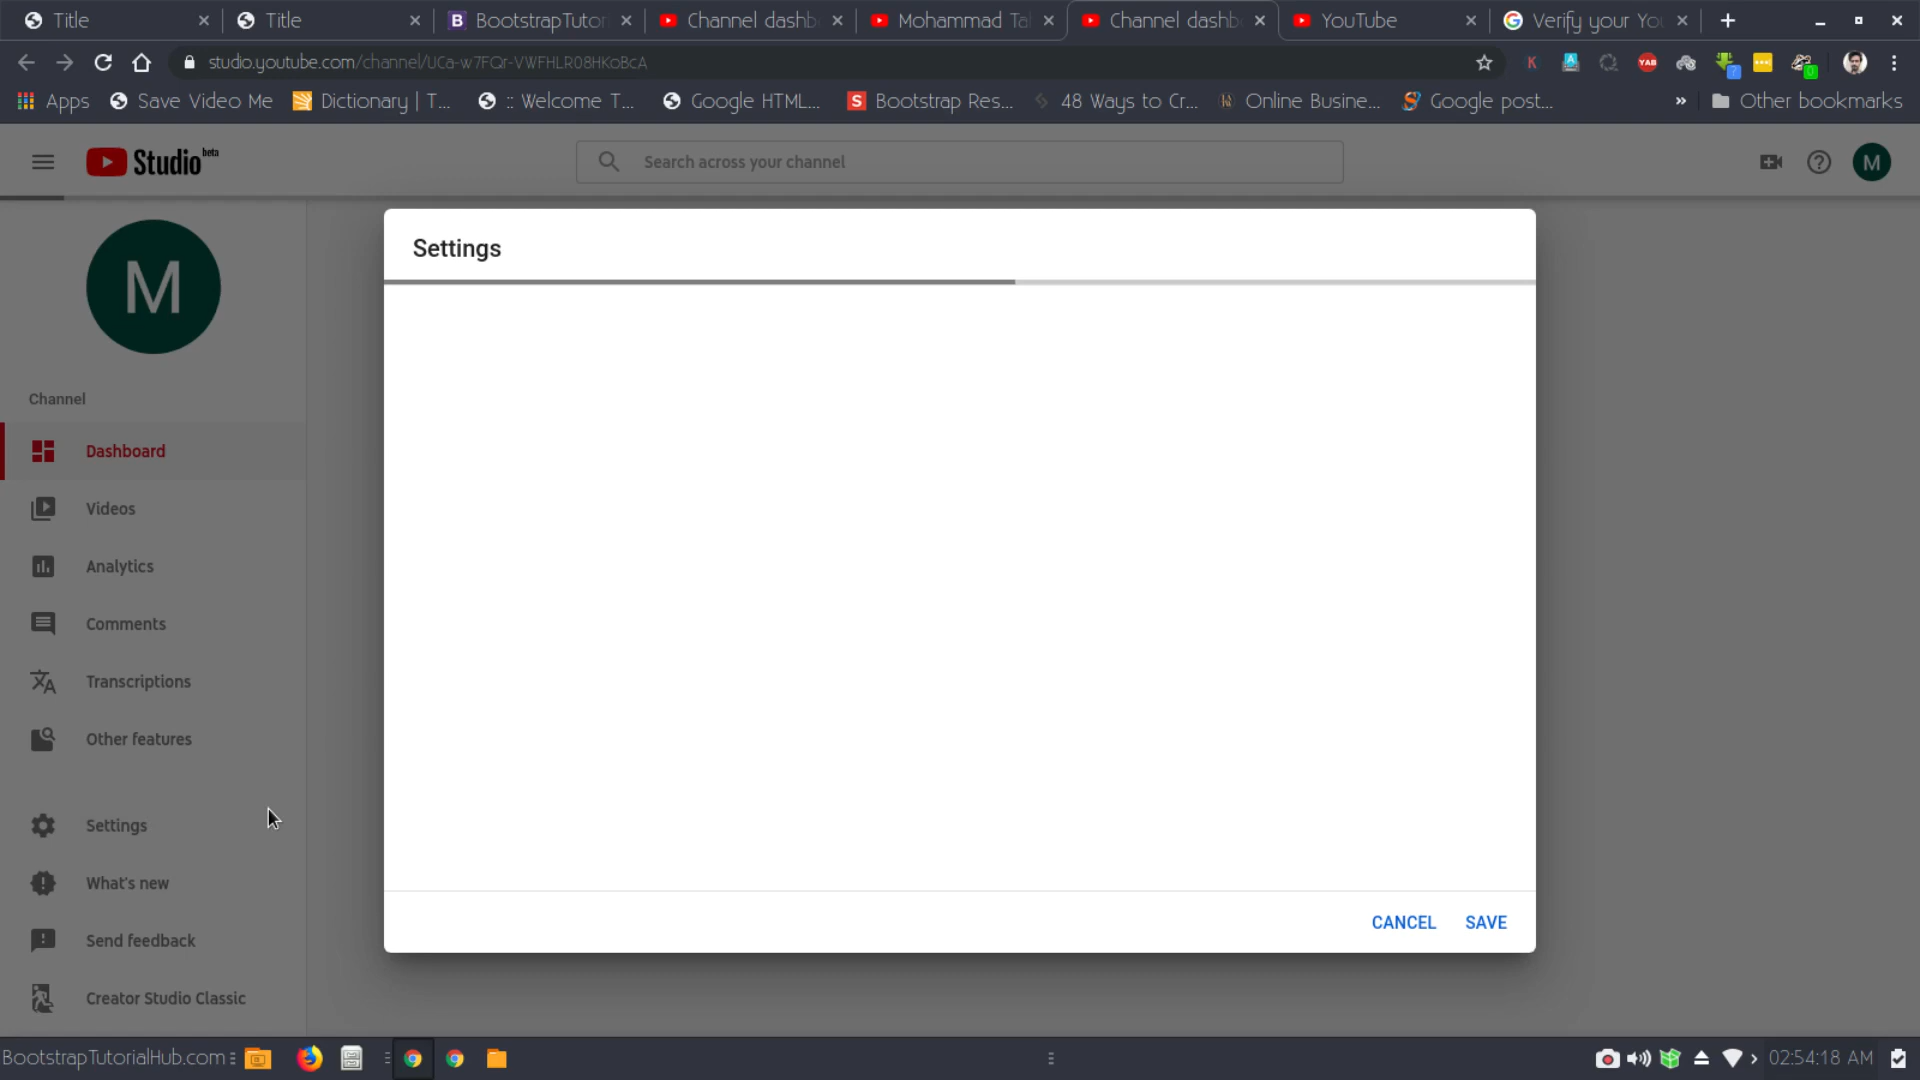 Title
Title
B BootstrapTutor
Channel dashb
Mohammad Ta
Channel dashb
YouTube
G Verify your Yo
studio.youtube.com/channel/UCa-w7FQr-VWFHLR08HKoBcA
K
A
YAB
?
0
Apps
Save Video Me
Dictionary | T...
:: Welcome T...
Google HTML...
S Bootstrap Res...
48 Ways to Cr...
Online Busine...
Google post...
» Other bookmarks
Studio beta
Search across your channel
?
M
M
Settings
Channel
Dashboard
Videos
Analytics
Comments
Transcriptions
Other features
Settings
What's new
Send feedback
Creator Studio Classic
CANCEL
SAVE
BootstrapTutorialHub.com
02:54:18 AM